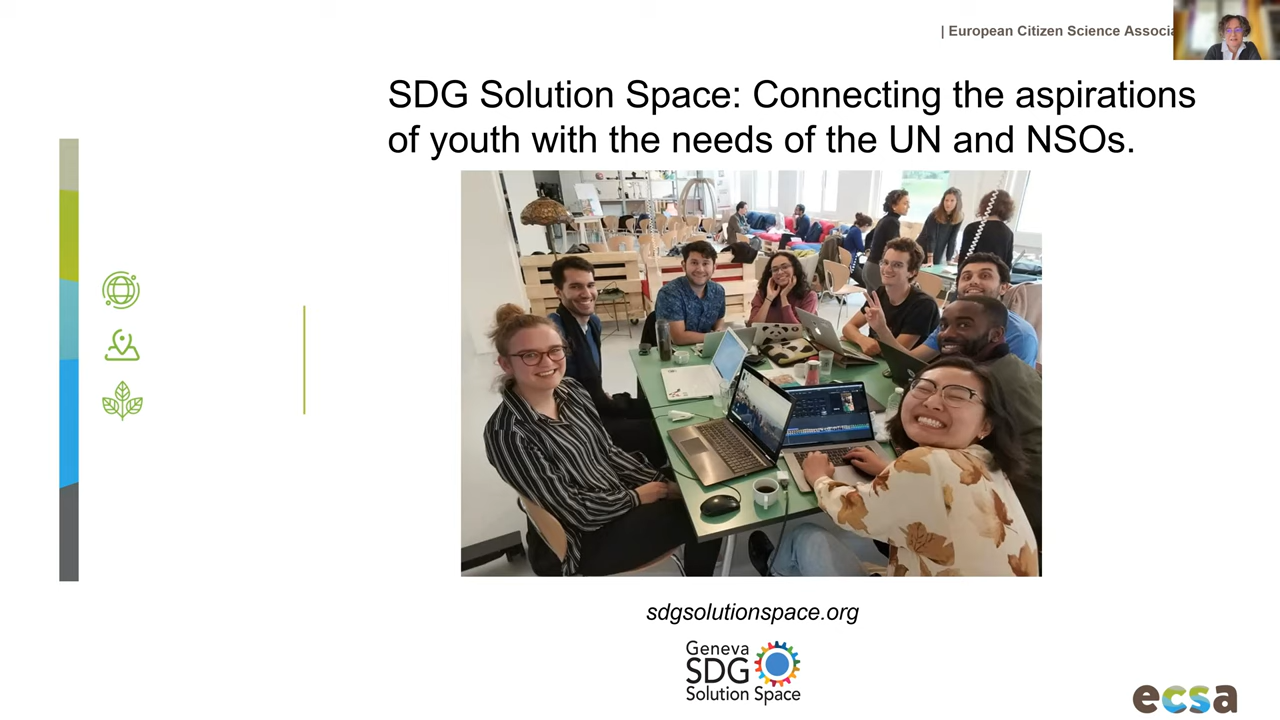 | European Citizen Science Associa
SDG Solution Space: Connecting the aspirations
of youth with the needs of the UN and NSOs.
sdgsolutionspace.org
Geneva
SDG
Solution Space
ecsa